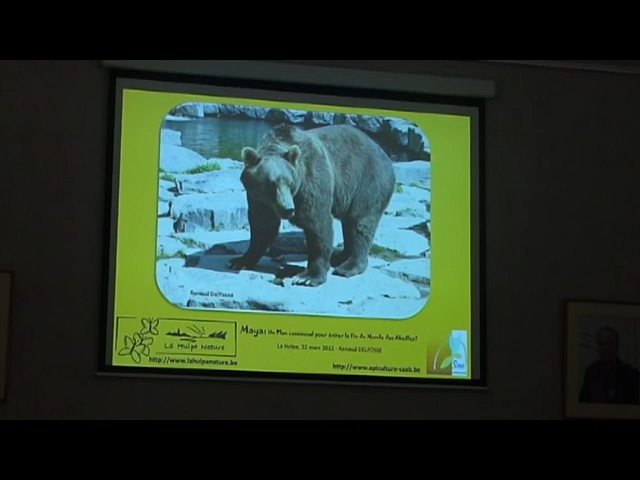 Renaud Delfosse
Maya: Un Plan communal pour éviter la Fin du Monde des Abeilles?
La Hulpe, 22 mars 2012 - Renaud DELFOSSE
La Hulpe Nature
http://www.lahulpenature.be
http://www.apiculture-saab.be